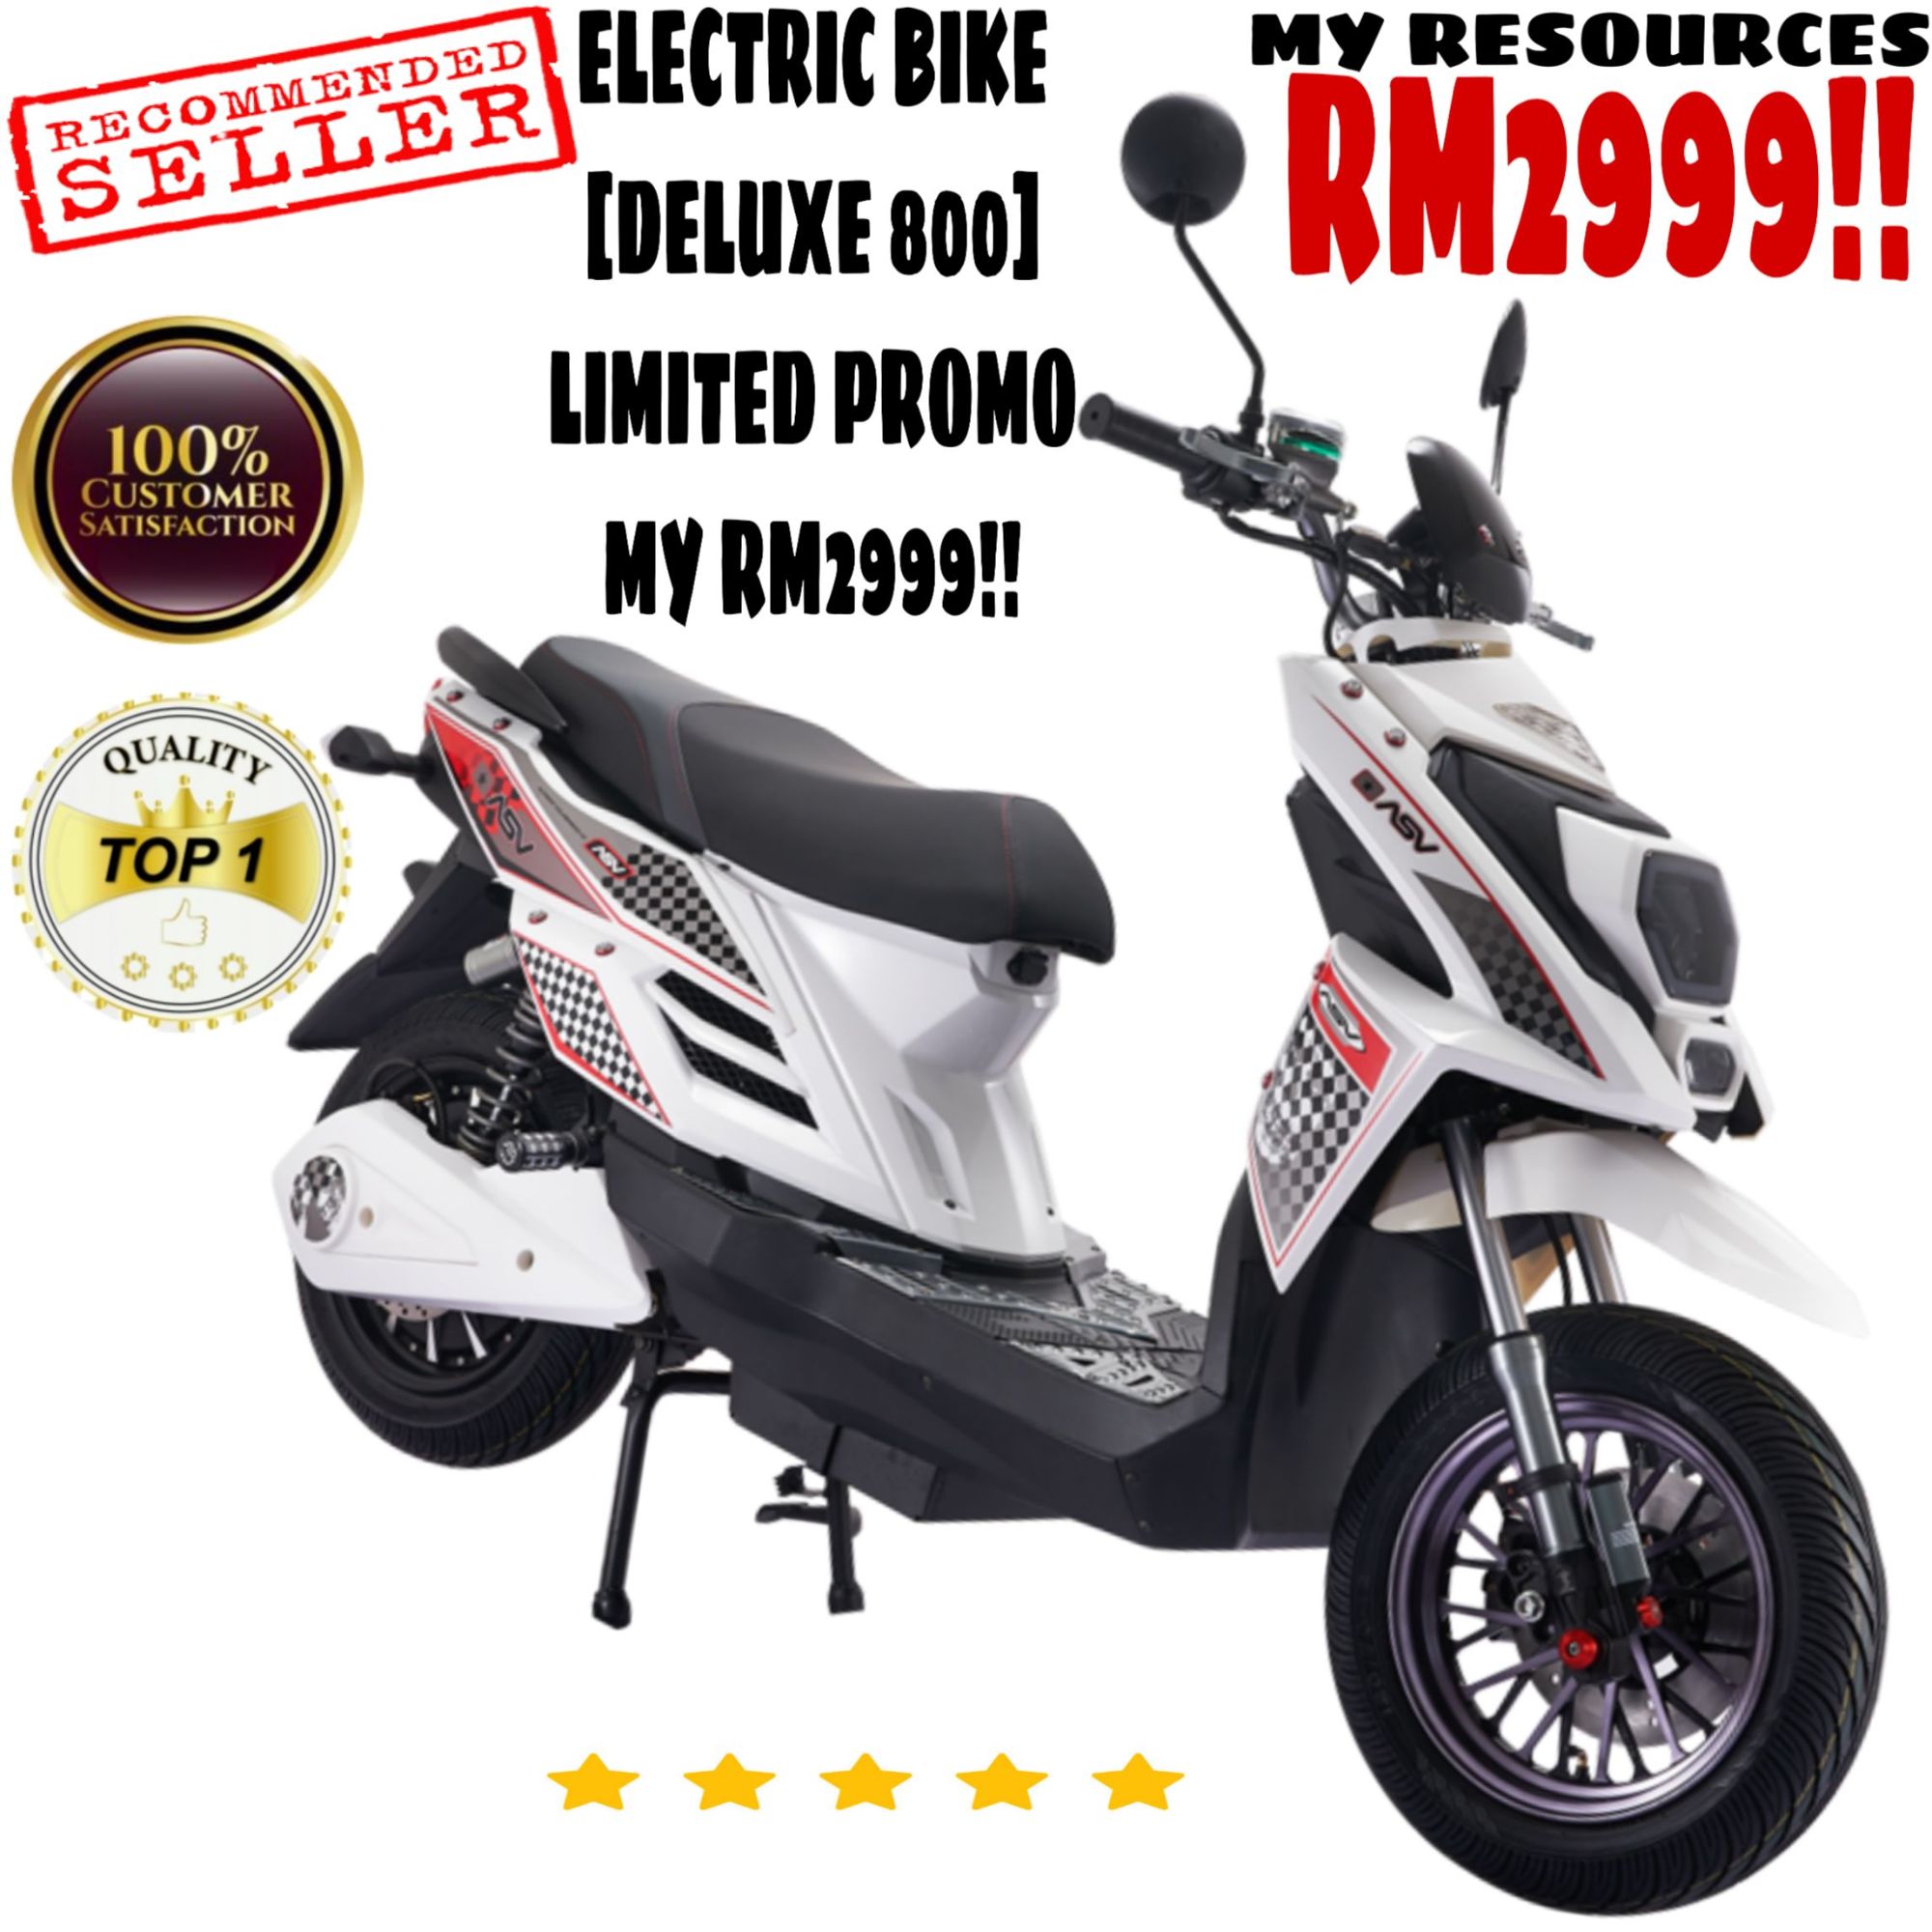 RECOMMENDED
SELLER
ELECTRIC BIKE
[DELUXE 800]
LIMITED PROMO
MY RM2999!!
MY RESOURCES
RM2999!!
100%
CUSTOMER
SATISFACTION
QUALITY
TOP 1
ASV
ASV
ASV
ASV